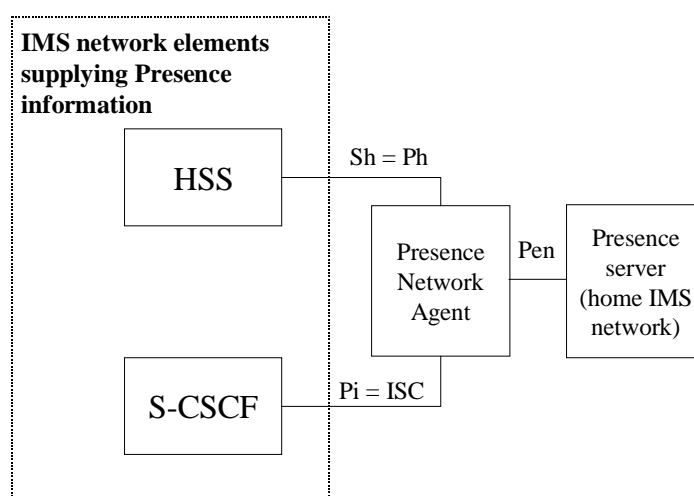 IMS network elements
supplying Presence
information
HSS
Sh = Ph
Presence
Network
Agent
Pen
Presence
server
(home IMS
network)
S-CSCF
Pi = ISC